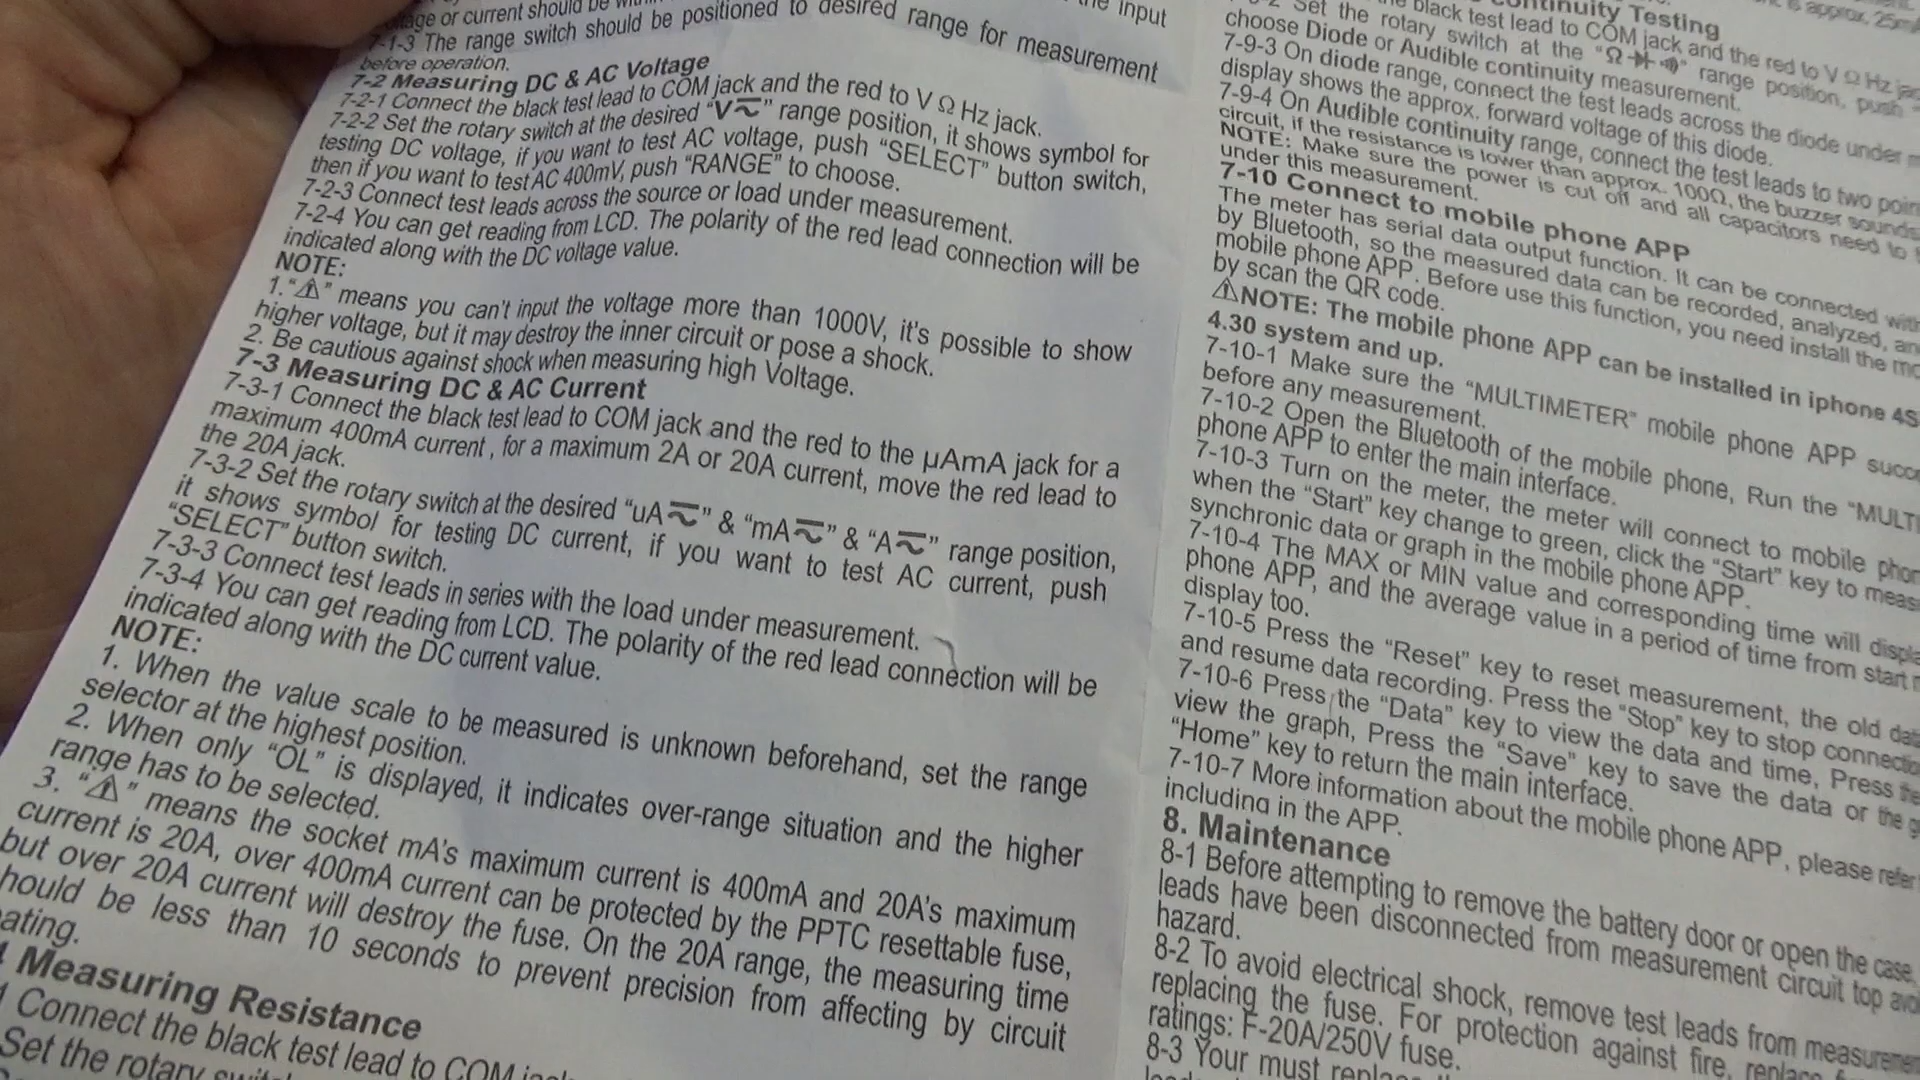 or current should be
the input
7-1-3 The range switch should be positioned to desired range for measurement
before operation.
7-2 Measuring DC & AC Voltage
7-2-1 Connect the black test lead to COM jack and the red to V Ω Hz jack.
7-2-2 Set the rotary switch at the desired "V⎓~" range position, it shows symbol for
testing DC voltage, if you want to test AC voltage, push "SELECT" button switch,
then if you want to test AC 400mV, push "RANGE" to choose.
7-2-3 Connect test leads across the source or load under measurement.
7-2-4 You can get reading from LCD. The polarity of the red lead connection will be
indicated along with the DC voltage value.
NOTE:
1. "⚠" means you can't input the voltage more than 1000V, it's possible to show
higher voltage, but it may destroy the inner circuit or pose a shock.
2. Be cautious against shock when measuring high Voltage.
7-3 Measuring DC & AC Current
7-3-1 Connect the black test lead to COM jack and the red to the µAmA jack for a
maximum 400mA current , for a maximum 2A or 20A current, move the red lead to
the 20A jack.
7-3-2 Set the rotary switch at the desired "uA⎓~" & "mA⎓~" & "A⎓~" range position,
it shows symbol for testing DC current, if you want to test AC current, push
"SELECT" button switch.
7-3-3 Connect test leads in series with the load under measurement.
7-3-4 You can get reading from LCD. The polarity of the red lead connection will be
indicated along with the DC current value.
NOTE:
1. When the value scale to be measured is unknown beforehand, set the range
selector at the highest position.
2. When only "OL" is displayed, it indicates over-range situation and the higher
range has to be selected.
3. "⚠" means the socket mA's maximum current is 400mA and 20A's maximum
current is 20A, over 400mA current can be protected by the PPTC resettable fuse,
but over 20A current will destroy the fuse. On the 20A range, the measuring time
hould be less than 10 seconds to prevent precision from affecting by circuit
ating.
Measuring Resistance
Connect the black test lead to COM
Set the rotary
is approx. 25m
ntinuity Testing
black test lead to COM jack and the red to V Ω Hz jac
Set the rotary switch at the "Ω" range position, push
choose Diode or Audible continuity measurement.
7-9-3 On diode range, connect the test leads across the diode under
display shows the approx. forward voltage of this diode.
7-9-4 On Audible continuity range, connect the test leads to two poin
circuit, if the resistance is lower than approx. 100Ω, the buzzer sounds
NOTE: Make sure the power is cut off and all capacitors need to
under this measurement.
7-10 Connect to mobile phone APP
The meter has serial data output function. It can be connected with
by Bluetooth, so the measured data can be recorded, analyzed, an
mobile phone APP. Before use this function, you need install the mo
by scan the QR code.
⚠NOTE: The mobile phone APP can be installed in iphone 4S
4.30 system and up.
7-10-1 Make sure the "MULTIMETER" mobile phone APP succe
before any measurement.
7-10-2 Open the Bluetooth of the mobile phone, Run the "MULTI
phone APP to enter the main interface.
7-10-3 Turn on the meter, the meter will connect to mobile phon
when the "Start" key change to green, click the "Start" key to meas
synchronic data or graph in the mobile phone APP.
7-10-4 The MAX or MIN value and corresponding time will displa
phone APP, and the average value in a period of time from start
display too.
7-10-5 Press the "Reset" key to reset measurement, the old dat
and resume data recording. Press the "Stop" key to stop connectio
7-10-6 Press the "Data" key to view the data and time, Press the
view the graph, Press the "Save" key to save the data or the g
"Home" key to return the main interface.
7-10-7 More information about the mobile phone APP, please refer
including in the APP.
8. Maintenance
8-1 Before attempting to remove the battery door or open the case,
leads have been disconnected from measurement circuit top avo
hazard.
8-2 To avoid electrical shock, remove test leads from measurement
replacing the fuse. For protection against fire, replace
ratings: F-20A/250V fuse.
8-3 Your must replace